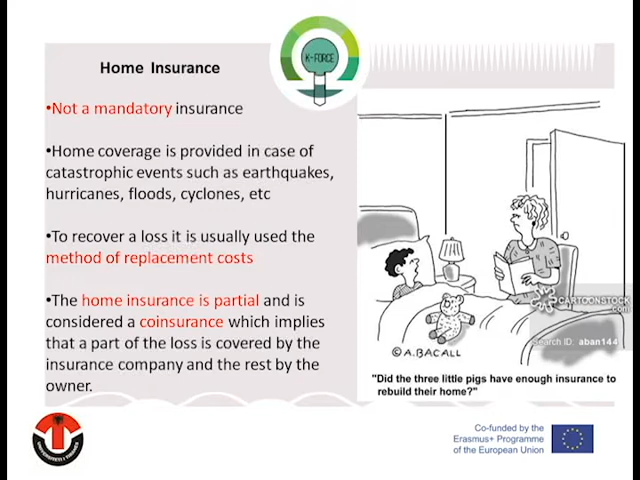 K-FORCE
Home Insurance
•Not a mandatory insurance
•Home coverage is provided in case of
catastrophic events such as earthquakes,
hurricanes, floods, cyclones, etc
•To recover a loss it is usually used the
method of replacement costs
•The home insurance is partial and is
considered a coinsurance which implies
that a part of the loss is covered by the
insurance company and the rest by the
owner.
CARTOONSTOCK
.com
Search ID: aban144
©A.BACALL
"Did the three little pigs have enough insurance to
rebuild their home?"
Co-funded by the
Erasmus+ Programme
of the European Union